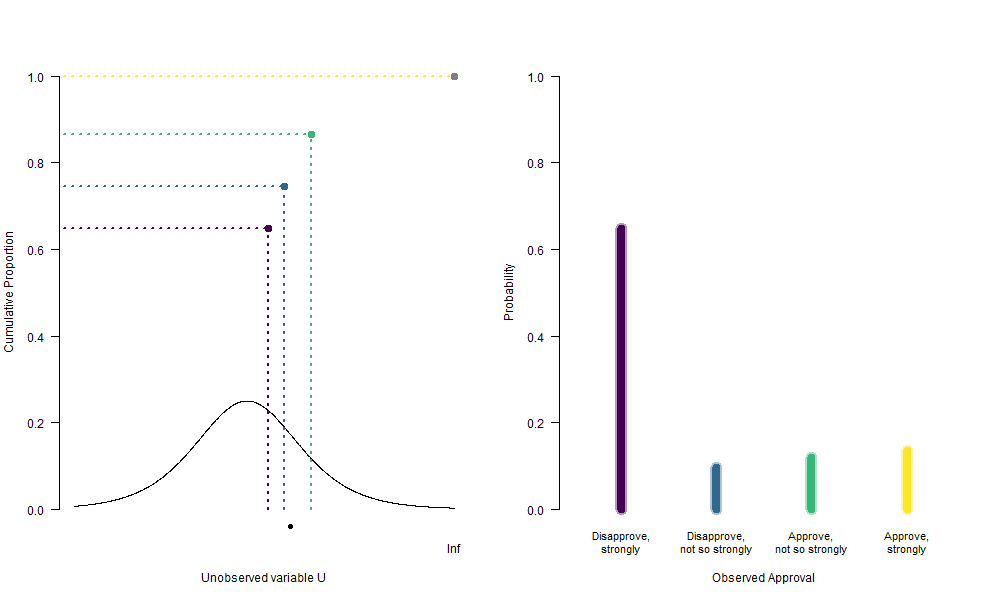 Cumulative Proportion
1.0
0.8
0.6
0.4
0.2
0.0
Inf
Unobserved variable U
Probability
1.0
0.8
0.6
0.4
0.2
0.0
Disapprove,
strongly
Disapprove,
not so strongly
Approve,
not so strongly
Approve,
strongly
Observed Approval